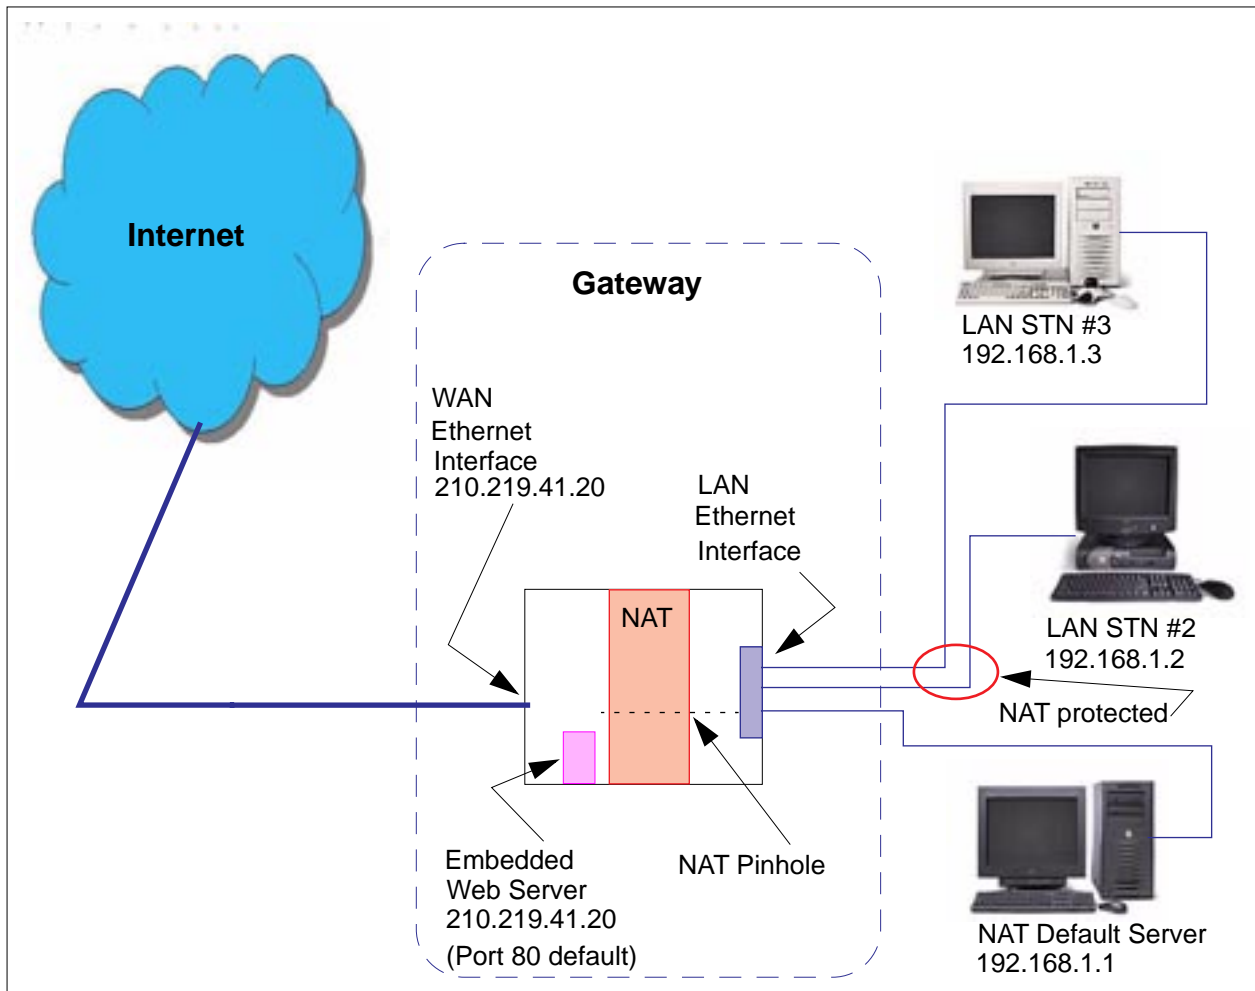 Internet
Gateway
LAN STN #3
192.168.1.3
WAN
Ethernet
Interface
210.219.41.20
LAN
Ethernet
Interface
NAT
LAN STN #2
192.168.1.2
NAT protected
Embedded
Web Server
210.219.41.20
(Port 80 default)
NAT Pinhole
NAT Default Server
192.168.1.1